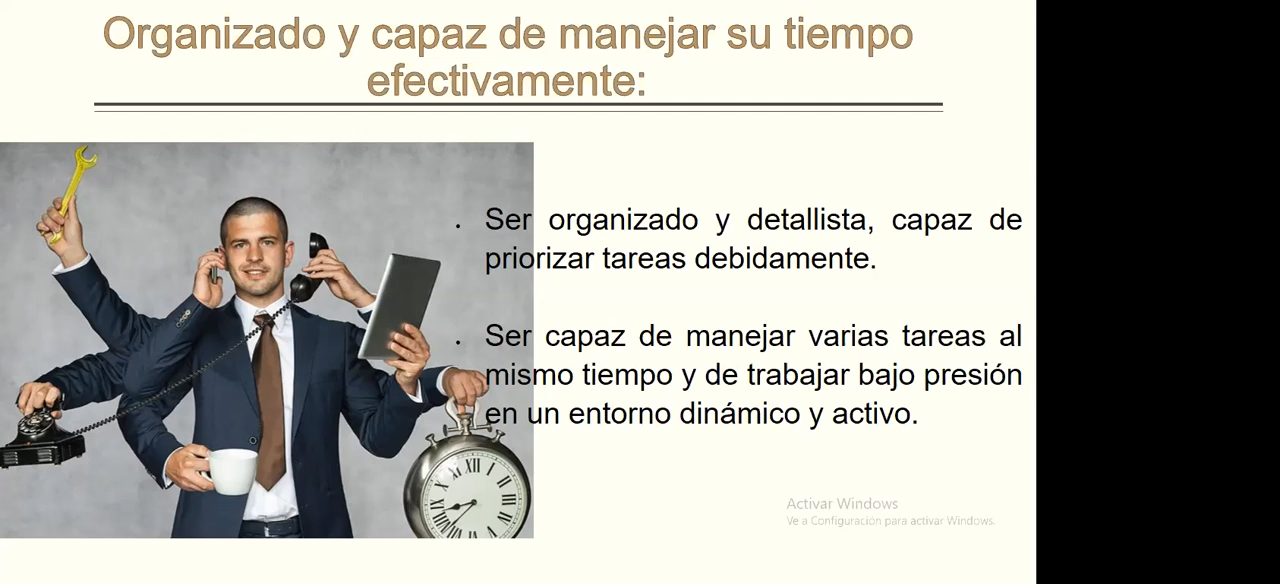 Organizado y capaz de manejar su tiempo
efectivamente:
• Ser organizado y detallista, capaz de
priorizar tareas debidamente.
• Ser capaz de manejar varias tareas al
mismo tiempo y de trabajar bajo presión
en un entorno dinámico y activo.
Activar Windows
Ve a Configuración para activar Windows.